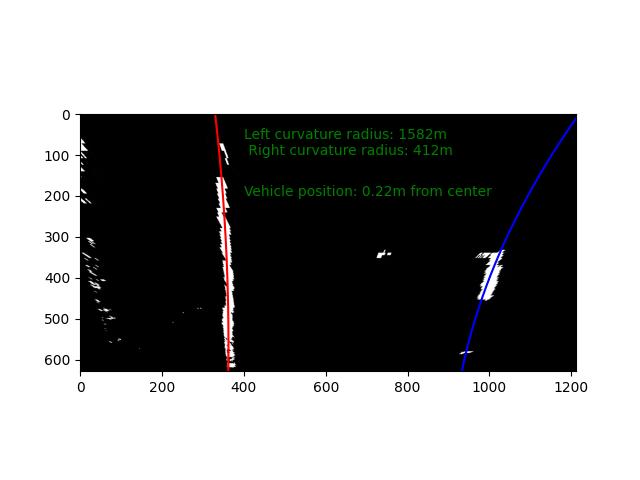 Left curvature radius: 1582m
Right curvature radius: 412m
Vehicle position: 0.22m from center
0
100
200
300
400
500
600
0 200 400 600 800 1000 1200